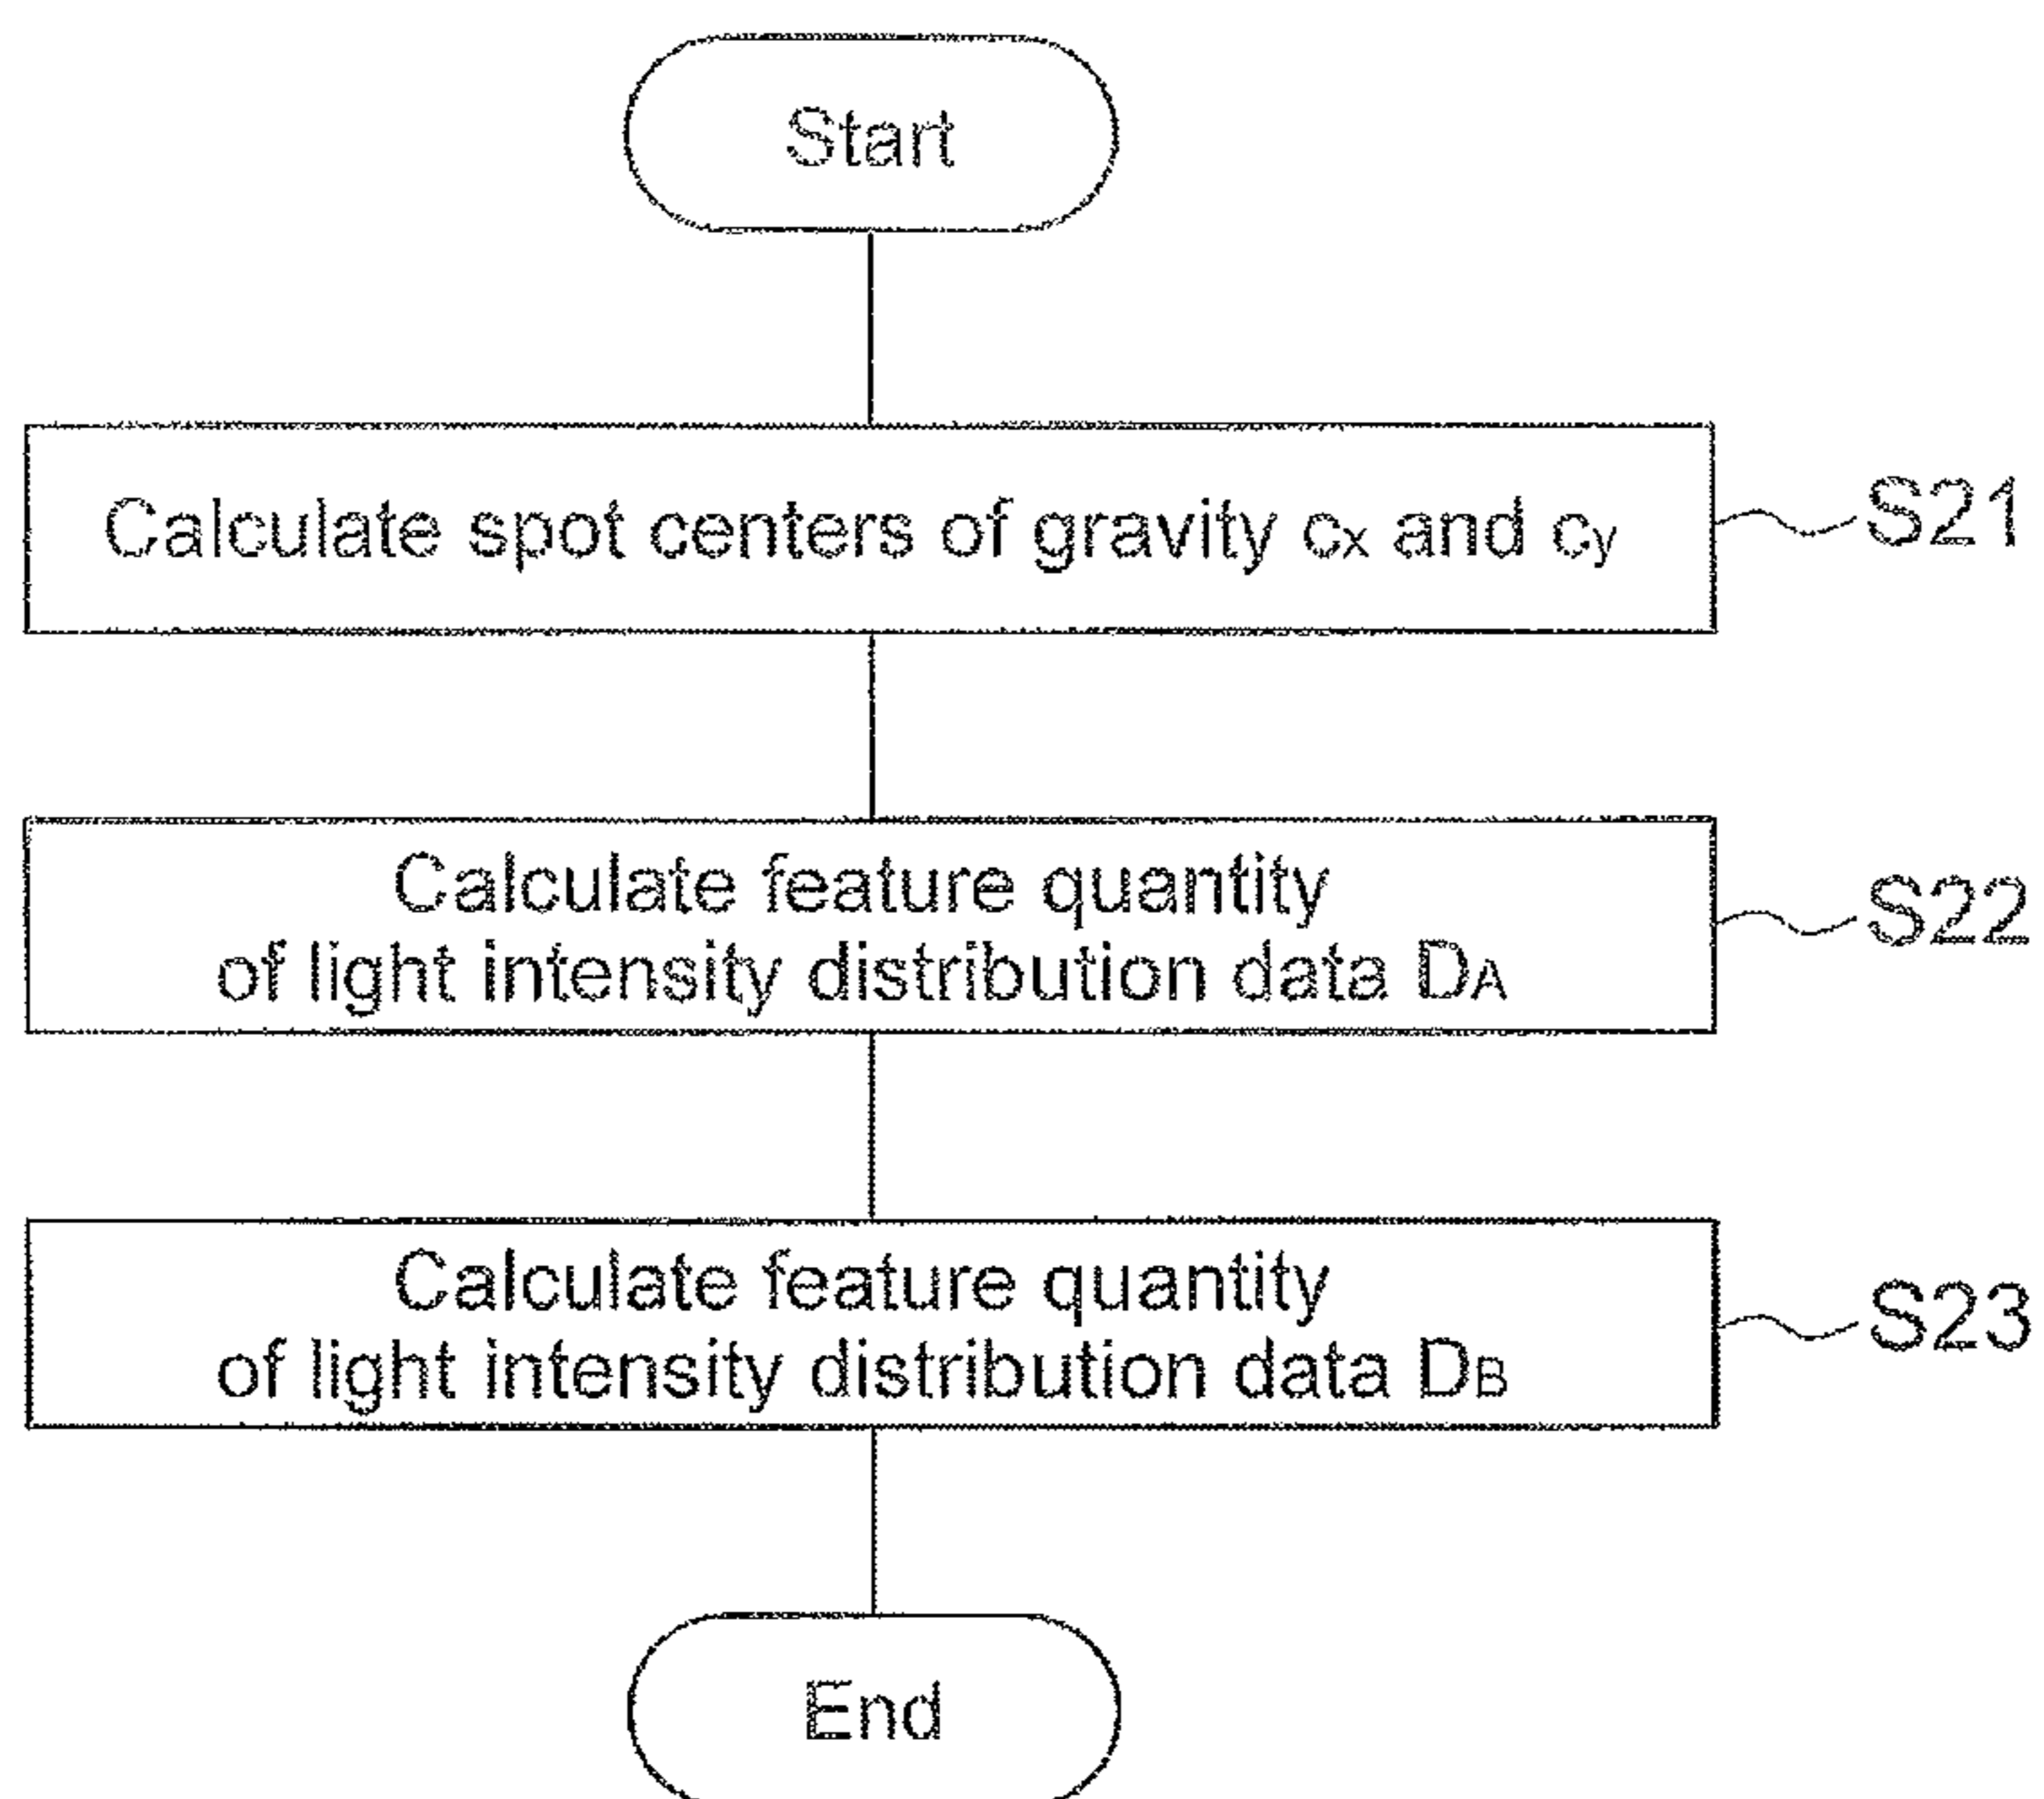 Start
Calculate spot centers of gravity cx and cy
S21
Calculate feature quantity
of light intensity distribution data DA
S22
Calculate feature quantity
of light intensity distribution data DB
S23
End